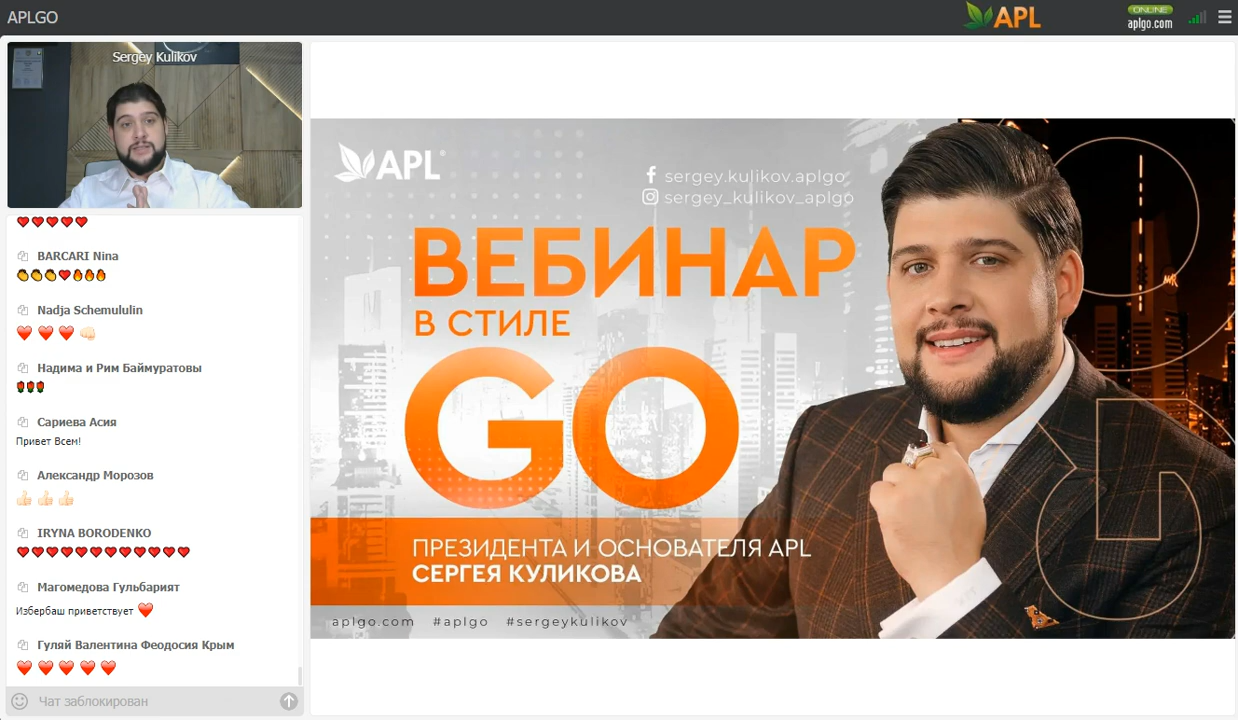 APLGO
APL
ONLINE
aplgo.com
Sergey Kulikov
BARCARI Nina
Nadja Schemululin
Надима и Рим Баймуратовы
Сариева Асия
Привет Всем!
Александр Морозов
IRYNA BORODENKO
Магомедова Гульбарият
Избербаш приветствует
Гуляй Валентина Феодосия Крым
Чат заблокирован
APL
sergey.kulikov.aplgo
sergey_kulikov_aplgo
ВЕБИНАР
В СТИЛЕ
GO
ПРЕЗИДЕНТА И ОСНОВАТЕЛЯ APL
СЕРГЕЯ КУЛИКОВА
aplgo.com #aplgo #sergeykulikov